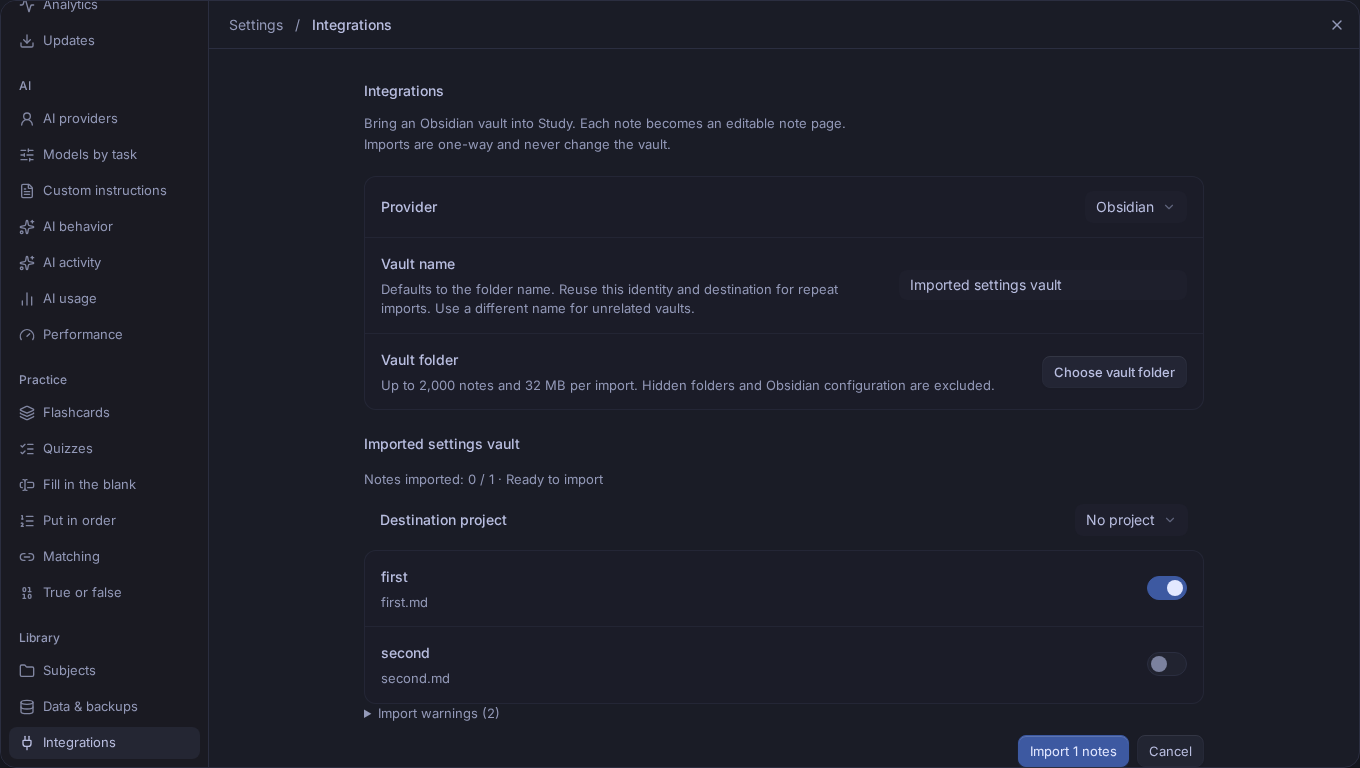 Analytics
Updates
AI
AI providers
Models by task
Custom instructions
AI behavior
AI activity
AI usage
Performance
Practice
Flashcards
Quizzes
Fill in the blank
Put in order
Matching
True or false
Library
Subjects
Data & backups
Integrations
Settings / Integrations
Integrations
Bring an Obsidian vault into Study. Each note becomes an editable note page.
Imports are one-way and never change the vault.
Provider
Obsidian
Vault name
Defaults to the folder name. Reuse this identity and destination for repeat
imports. Use a different name for unrelated vaults.
Imported settings vault
Vault folder
Up to 2,000 notes and 32 MB per import. Hidden folders and Obsidian configuration are excluded.
Choose vault folder
Imported settings vault
Notes imported: 0 / 1 · Ready to import
Destination project
No project
first
first.md
second
second.md
Import warnings (2)
Import 1 notes
Cancel